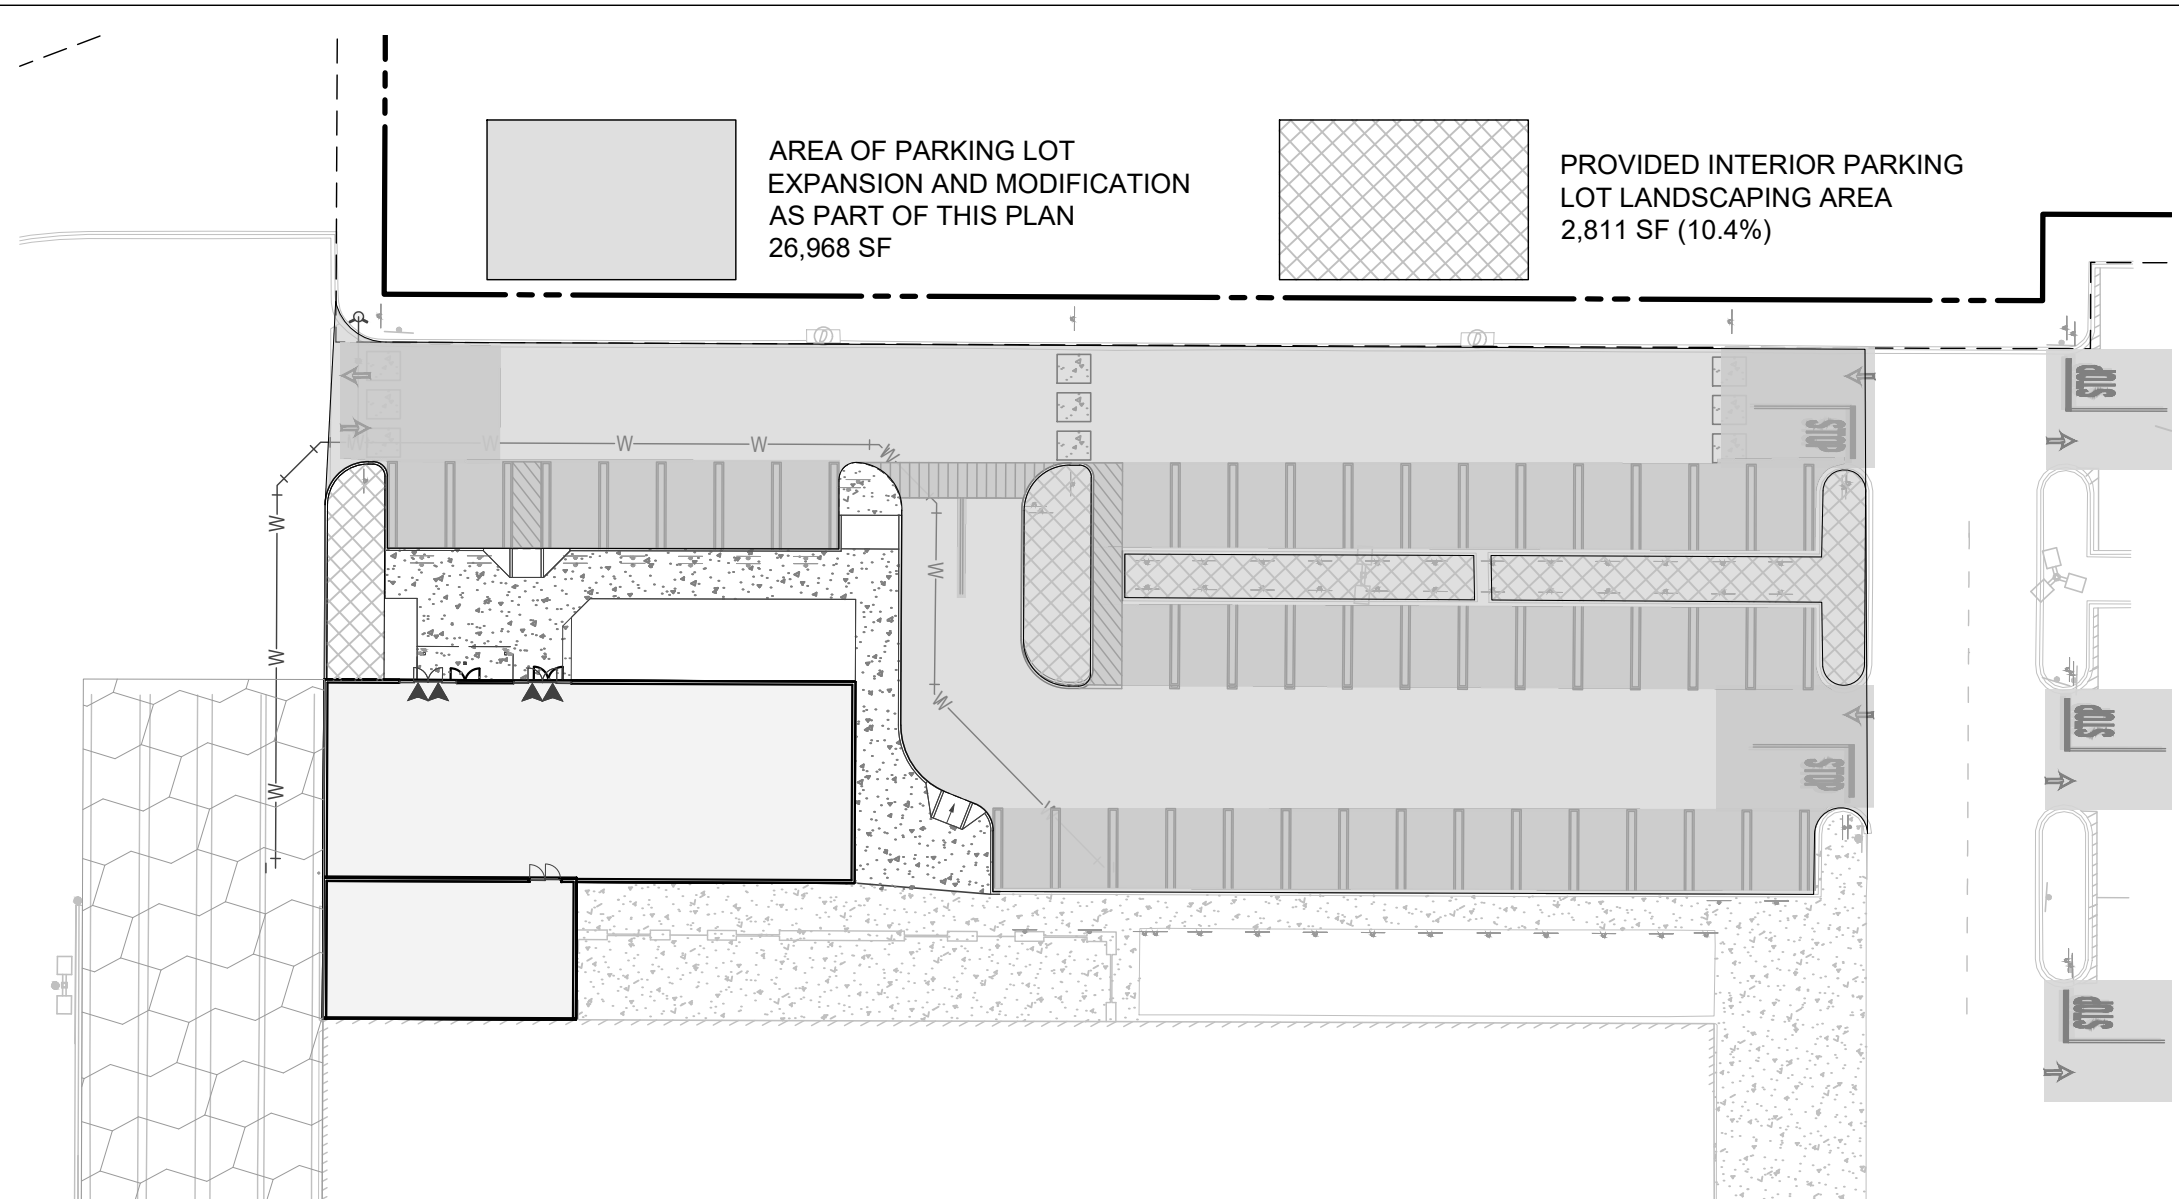 AREA OF PARKING LOT
EXPANSION AND MODIFICATION
AS PART OF THIS PLAN
26,968 SF
PROVIDED INTERIOR PARKING
LOT LANDSCAPING AREA
2,811 SF (10.4%)
D
D
STOP
STOP
W
W
W
W
W
W
W
W
W
W
W
STOP
STOP
STOP